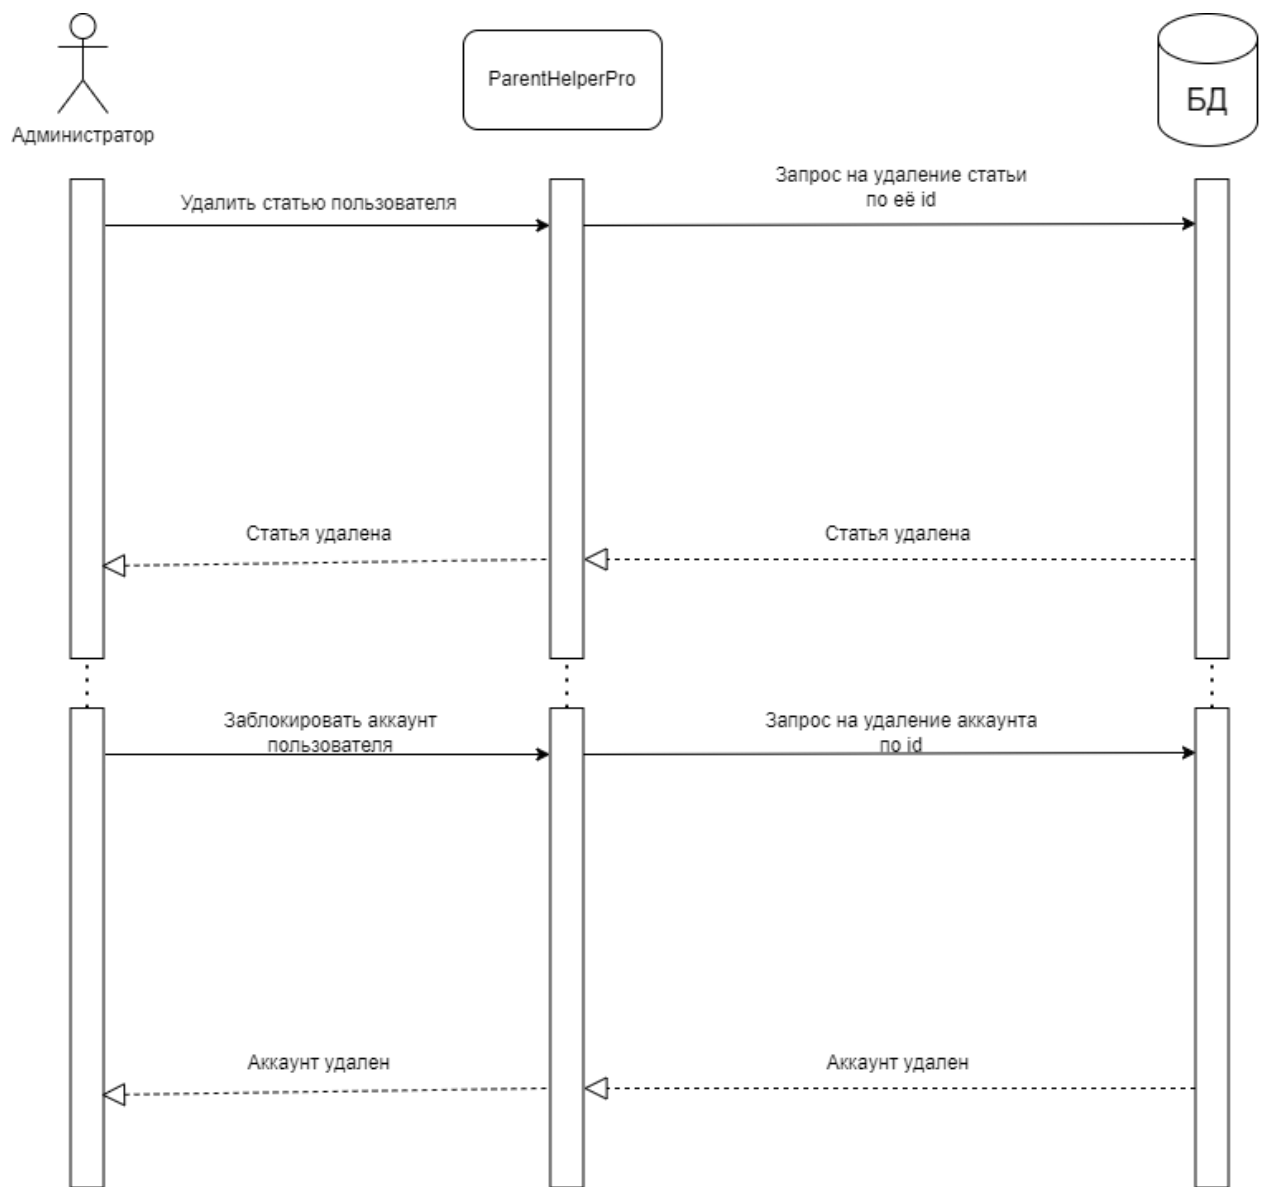 ParentHelperPro
БД
Администратор
Удалить статью пользователя
Запрос на удаление статьи
по её id
Статья удалена
Статья удалена
Заблокировать аккаунт
пользователя
Запрос на удаление аккаунта
по id
Аккаунт удален
Аккаунт удален